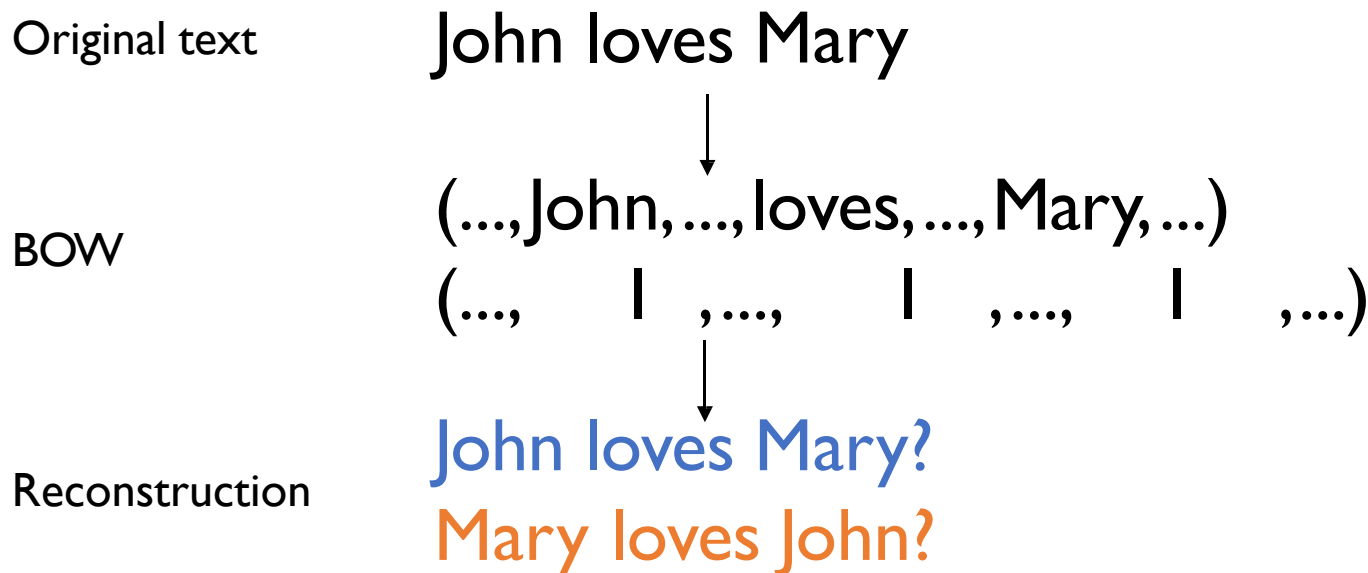 Original text
John loves Mary
BOW
(..., John, ..., loves, ..., Mary, ...)
(..., 1 , ..., 1 , ..., 1 , ...)
Reconstruction
John loves Mary?
Mary loves John?